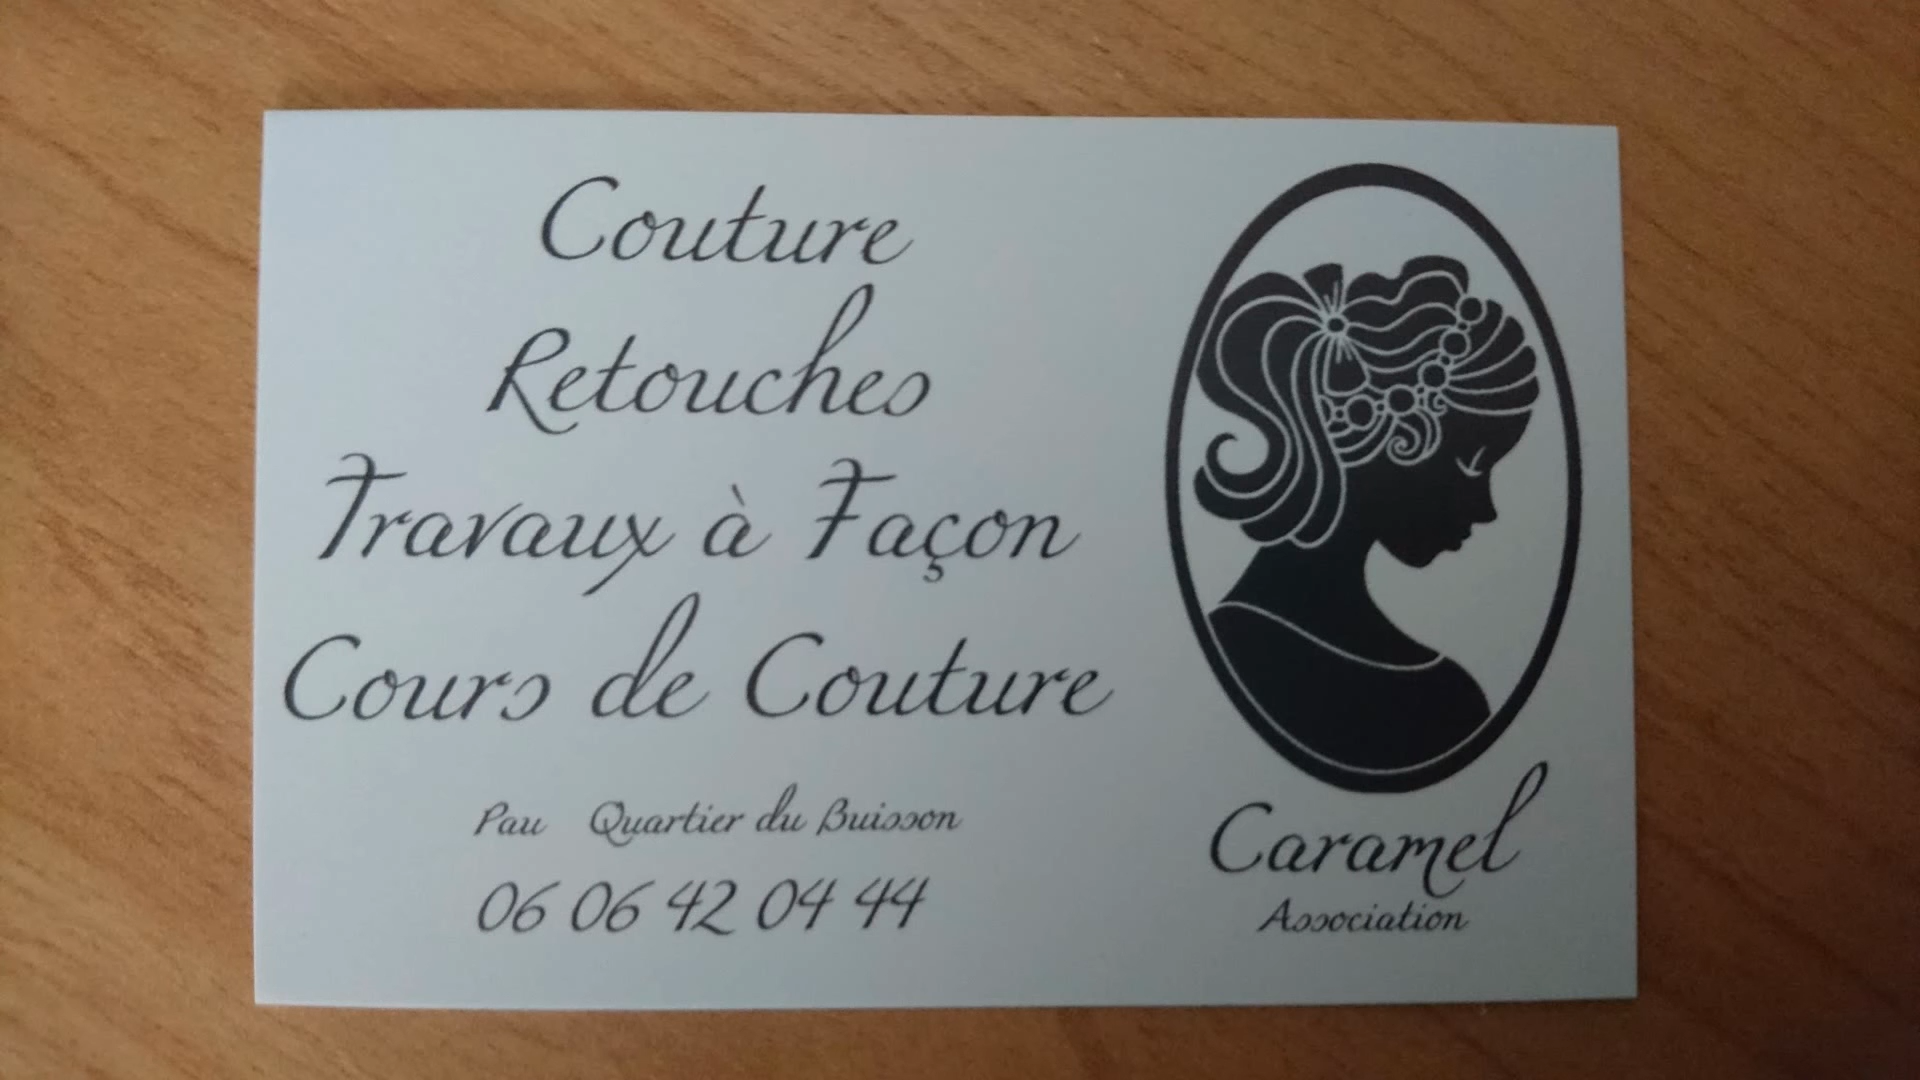 Couture
Retouches
Travaux à Façon
Cours de Couture
Pau Quartier du Buisson
06 06 42 04 44
Caramel
Association